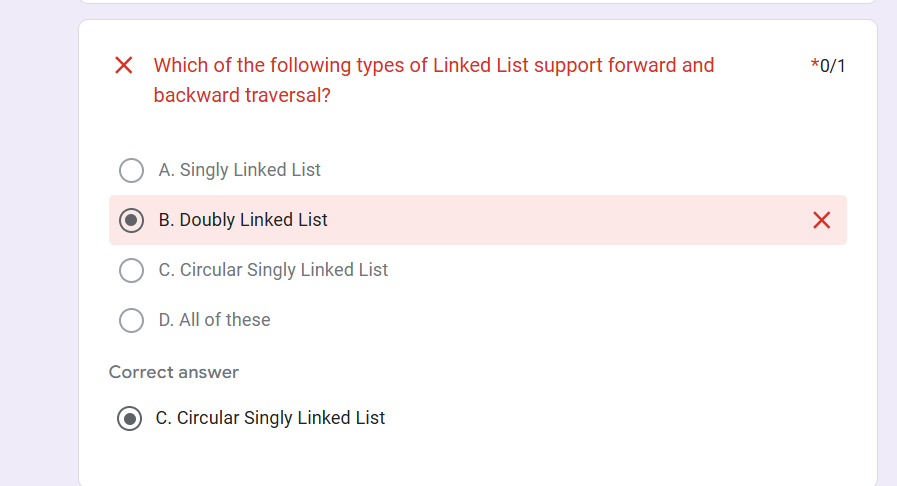 Which of the following types of Linked List support forward and
*0/1
backward traversal?
A. Singly Linked List
B. Doubly Linked List
C. Circular Singly Linked List
D. All of these
Correct answer
C. Circular Singly Linked List